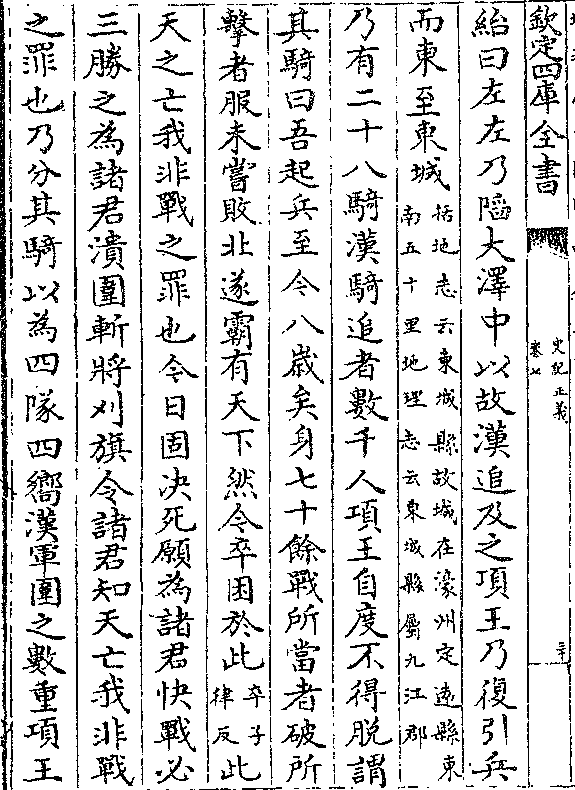 欽定四庫全書
史記正義
卷七
三十
紿曰左左乃陷大澤中以故漢追及之項王乃復引兵
而東至東城括地志云東城縣故城在濠州定遠縣東南五十里地理志云東城縣屬九江郡
乃有二十八騎漢騎追者數千人項王自度不得脫謂
其騎曰吾起兵至今八歲矣身七十餘戰所當者破所
擊者服未嘗敗北遂霸有天下然今卒困於此卒子律反此
天之亡我非戰之罪也今日固決死願為諸君快戰必
三勝之為諸君潰圍斬將刈旗令諸君知天亡我非戰
之罪也乃分其騎以為四隊四嚮漢軍圍之數重項王